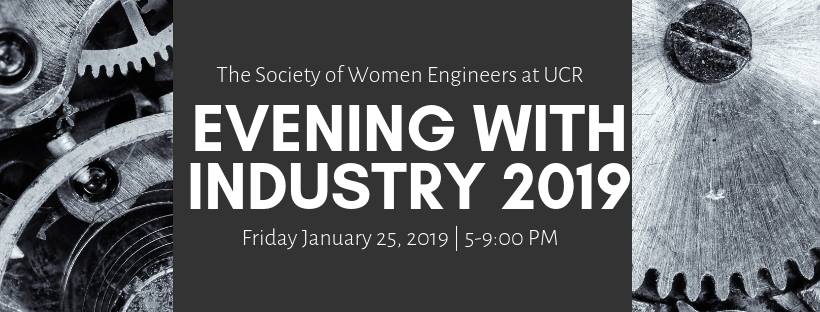 The Society of Women Engineers at UCR
EVENING WITH
INDUSTRY 2019
Friday January 25, 2019 | 5-9:00 PM